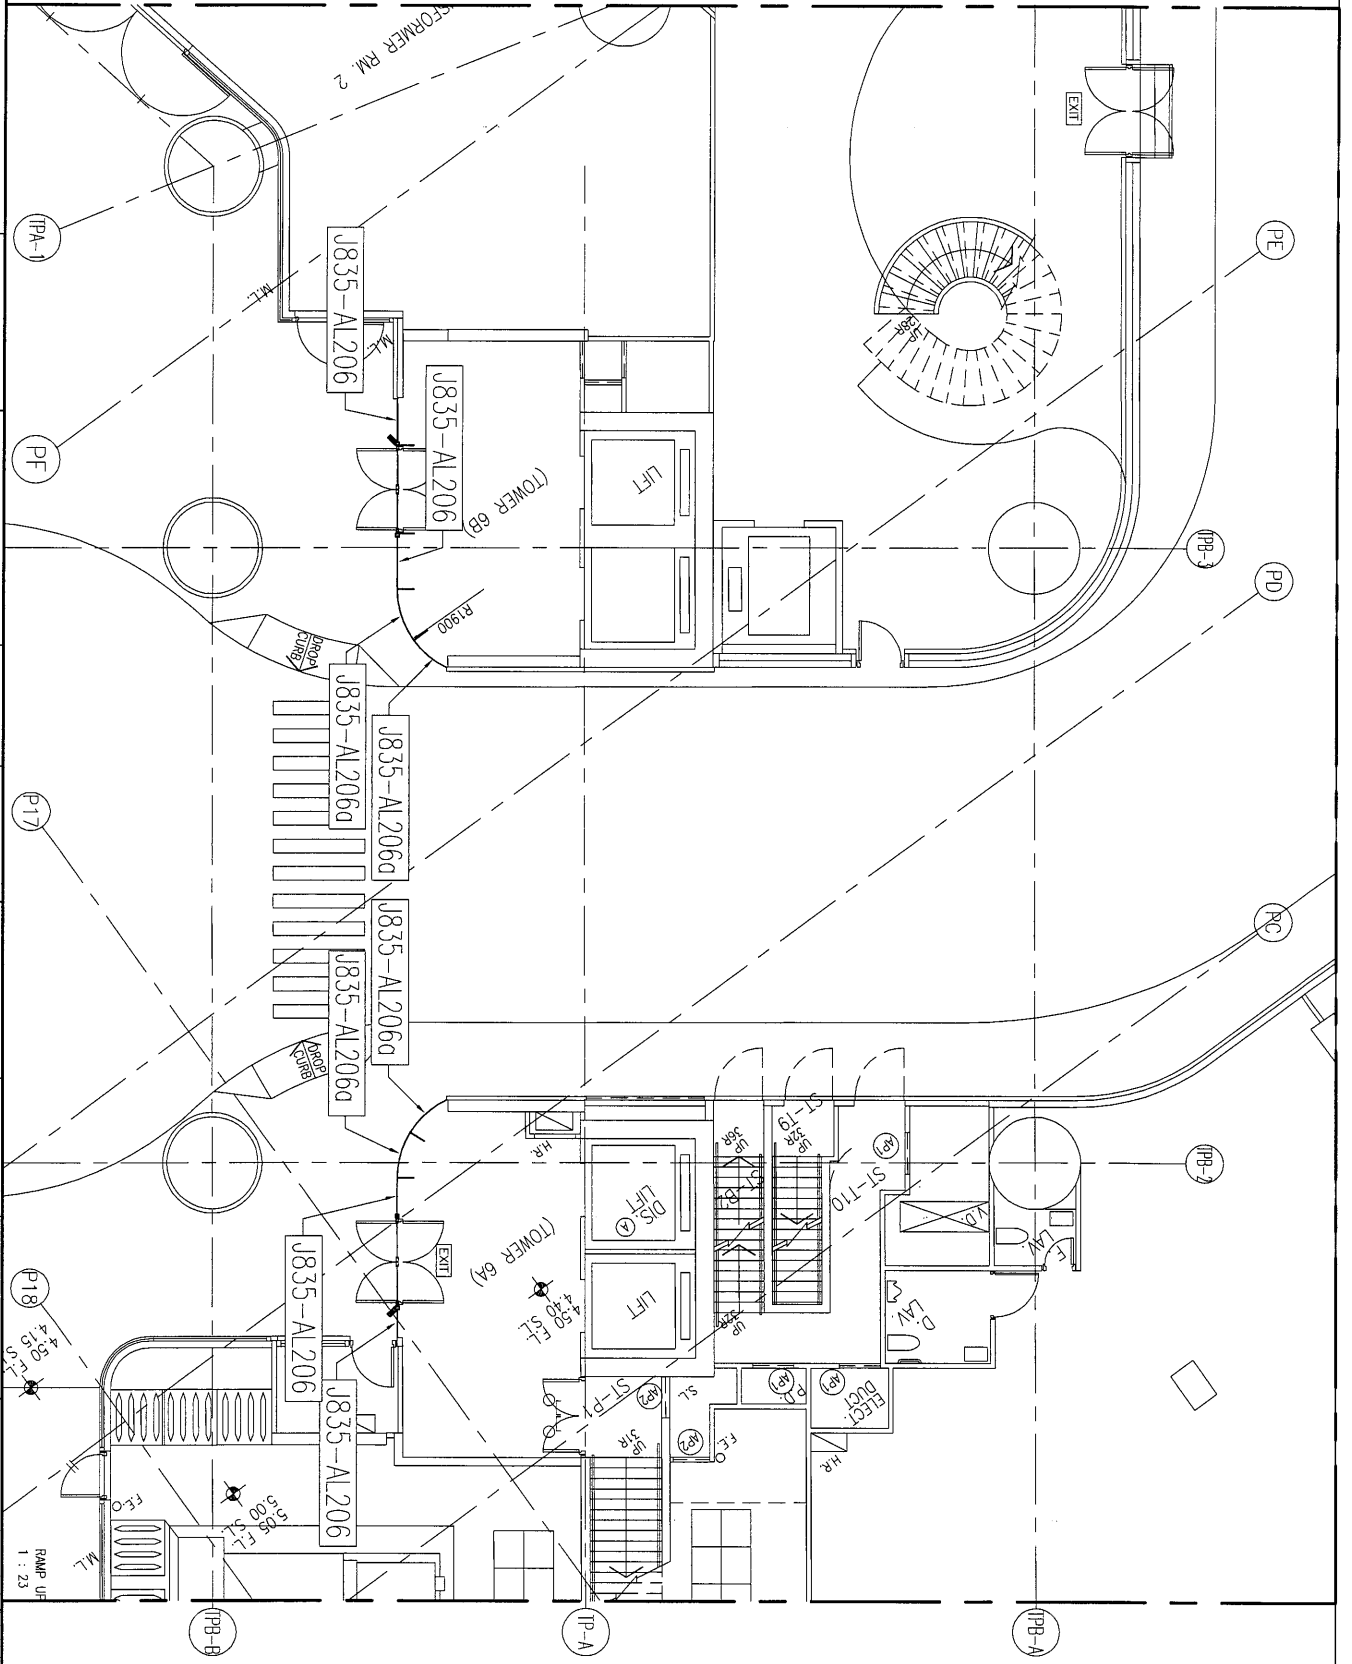 SFORMER RM. 2
EXIT
TPA-1
PE
M.L.
M.L.
J835-AL206
UP
28R
PF
J835-AL206
(TOWER 6B)
LIFT
TPB-3
PD
R1900
DROP
CURB
J835-AL206a
J835-AL206a
P17
J835-AL206a
J835-AL206a
PC
DROP
CURB
H.R.
UP
36R
ST-T9
UP
32R
AP1
ST-T10
TPB-2
DIS.
LIFT
A
V.D.
F.
LAV.
EXIT
(TOWER 6A)
4.50 F.L.
4.40 S.L.
LIFT
UP
32R
D.
LAV.
J835-AL206
P18
4.50 F.L.
4.15 S
J835-AL206
ST-P1
AP2
S.L.
AP1
P.D.
AP1
ELECT.
DUCT
UP
31R
AP2
F.E.
H.R.
5.05 F.L.
5.00 S.L.
F.E.
M.L.
RAMP UP
1 : 23
TPB-B
TP-A
TPB-A